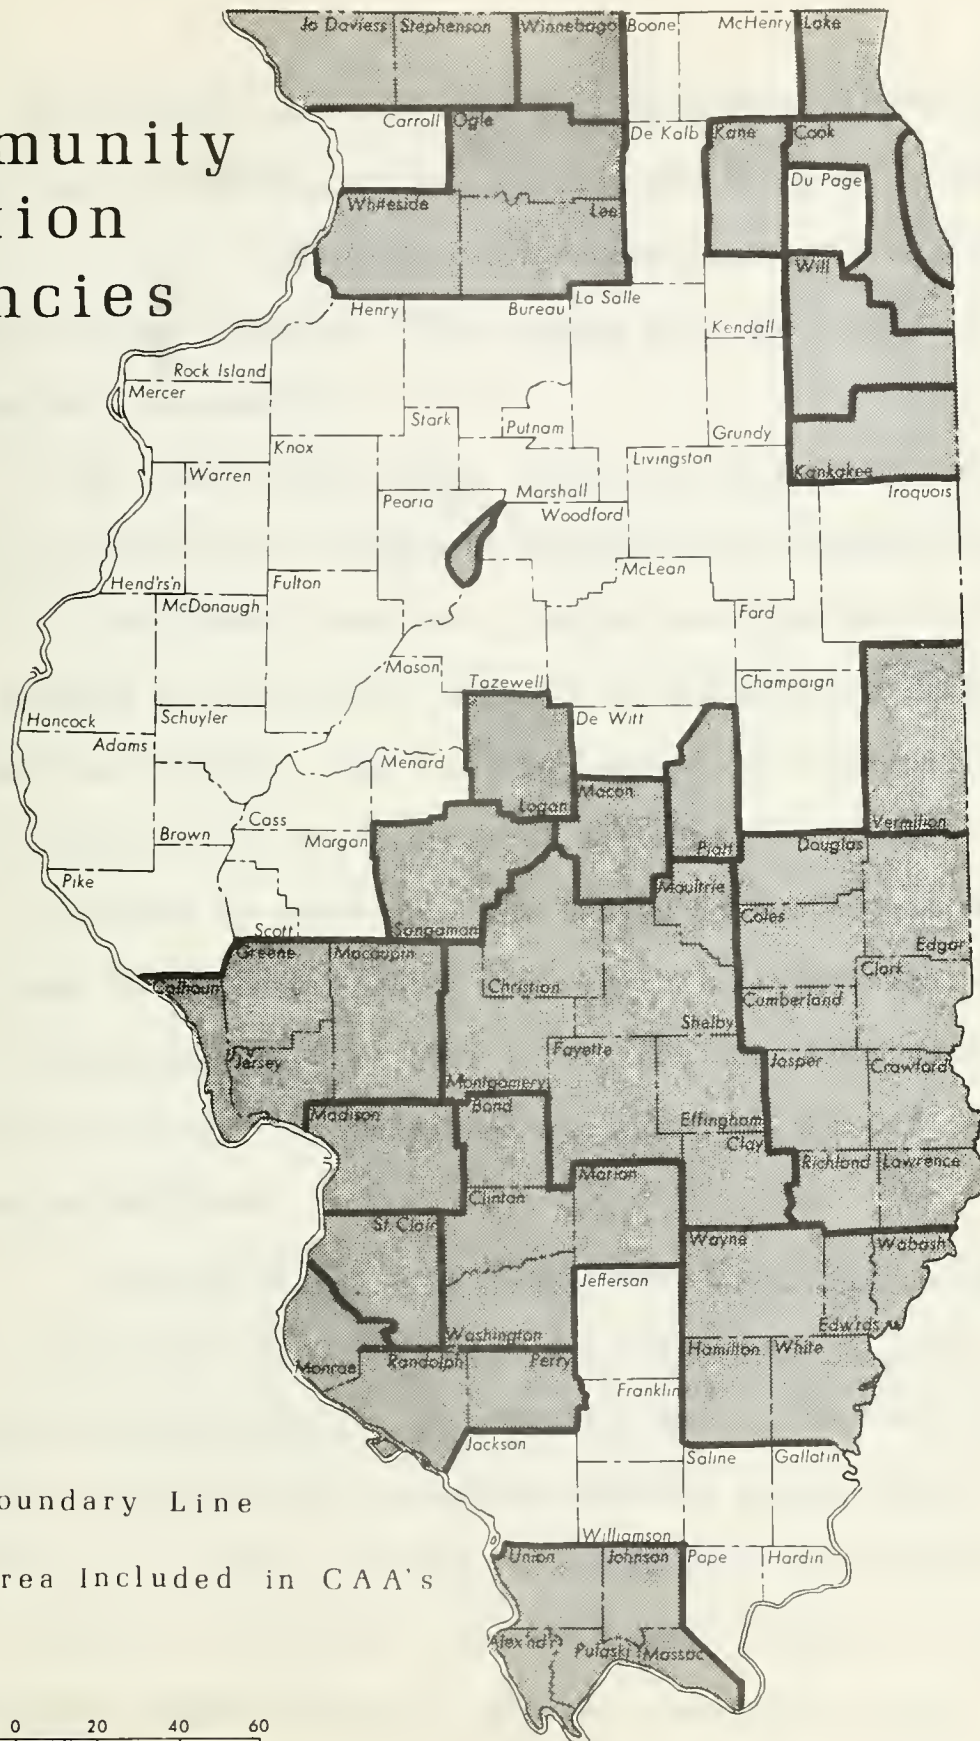 munity
tion
ncies
Jo Daviess Stephenson Winnebago Boone McHenry Lake
Carroll Ogle De Kalb Kane Cook
Du Page
Whiteside Lee
Will
Henry Bureau La Salle
Kendall
Rock Island
Mercer
Stark Putnam Grundy
Knox Livingston
Warren Kankakee
Peoria Marshall Iroquois
Woodford
McLean
Hend'rs'n Fulton
McDonough Ford
Mason
Tazewell Champaign
Hancock Schuyler De Witt
Adams
Menard
Macon
Logan
Cass Vermilion
Brown Morgan Piatt Douglas
Pike Moultrie
Coles
Scott Sangamon
Greene Macoupin Edgar
Clark
Calhoun Christian Cumberland
Shelby
Fayette
Jersey Jasper Crawford
Montgomery
Madison Bond Effingham
Clay
Richland Lawrence
Marion
Clinton
St. Clair Wayne Wabash
Jefferson
Edw'rds
Washington
Hamilton White
Monroe Randolph Perry
Franklin
Jackson
Saline Gallatin
oundary Line
Williamson
Union Johnson Pope Hardin
rea Included in CAA's
Alex'nd'r Pulaski Massac
0 20 40 60